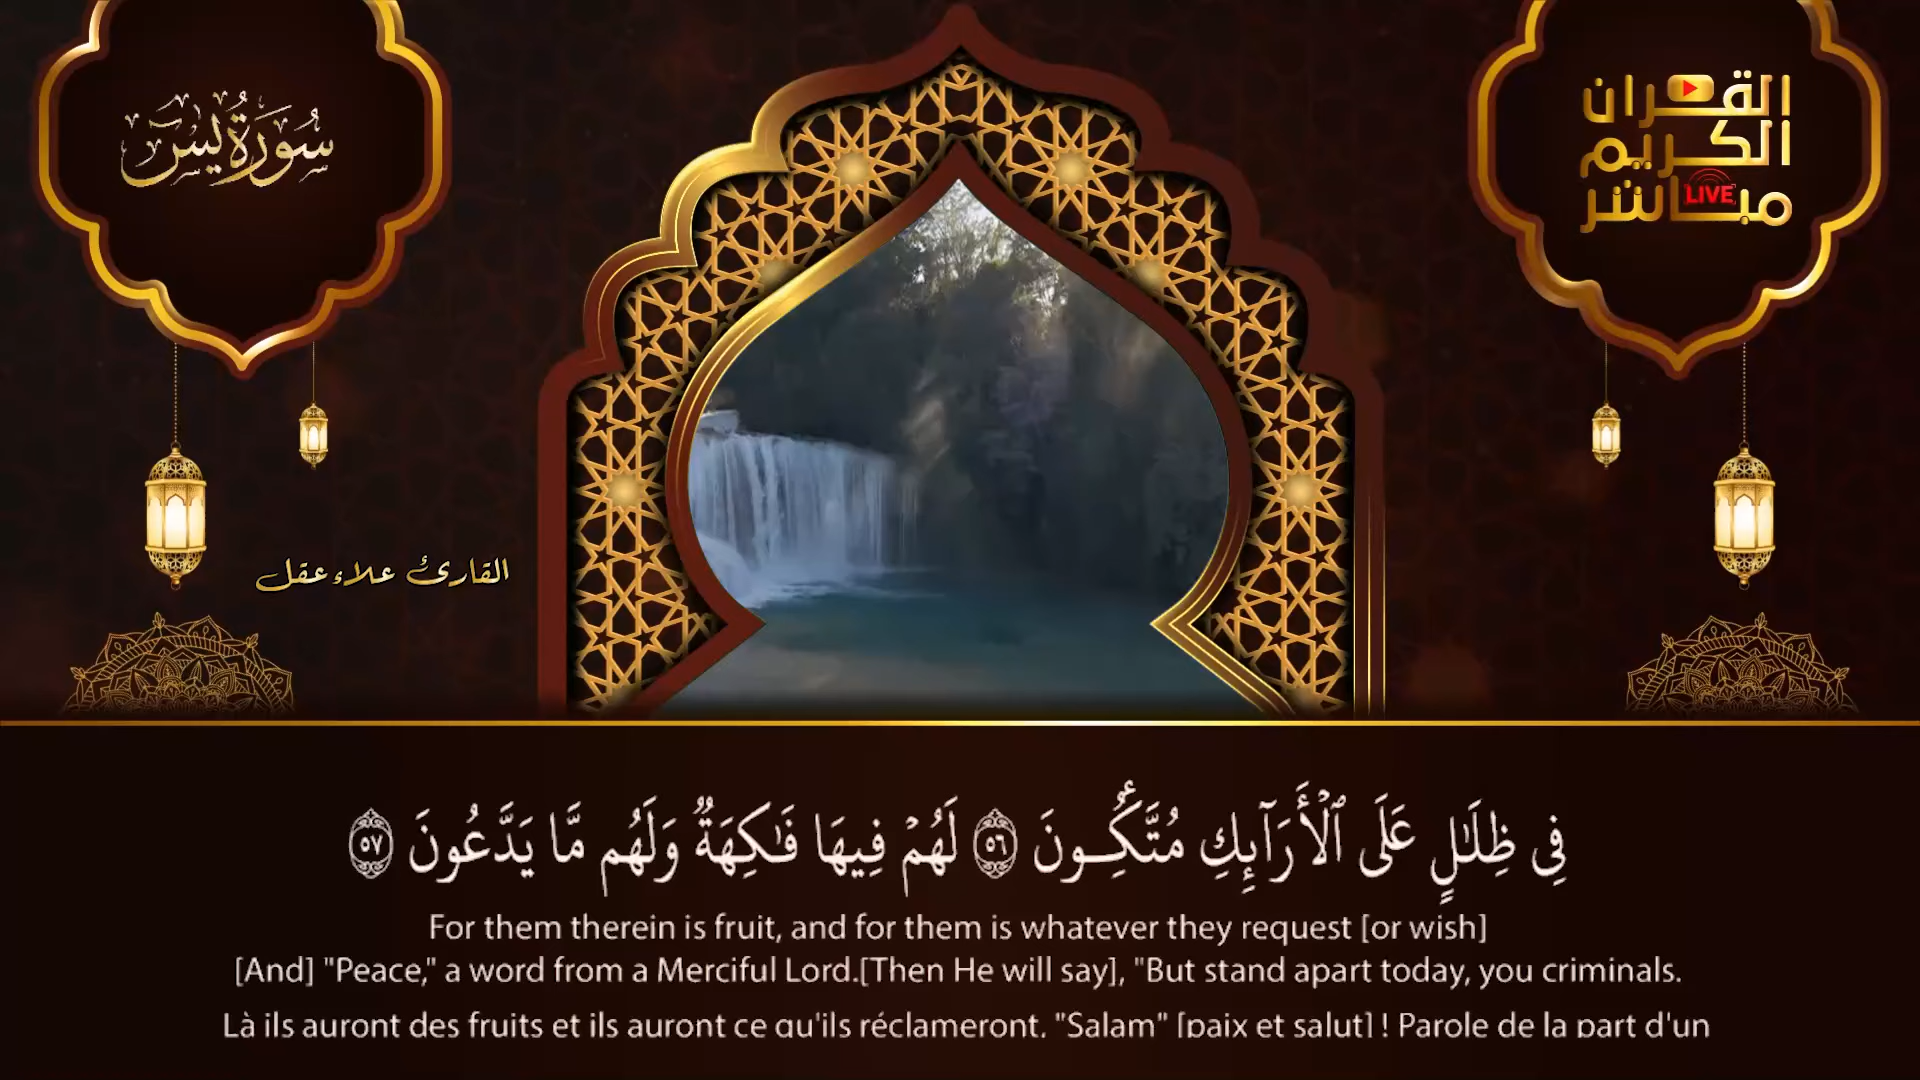 سُورَةُ يسٓ
القرآن
الكريم
مباشر
LIVE
القارئ علاء عقل
فِي ظِلَٰلٍ عَلَى ٱلْأَرَآئِكِ مُتَّكِـُٔونَ ٥٦ لَهُمْ فِيهَا فَٰكِهَةٌ وَلَهُم مَّا يَدَّعُونَ ٥٧
For them therein is fruit, and for them is whatever they request [or wish]
[And] "Peace," a word from a Merciful Lord.[Then He will say], "But stand apart today, you criminals.
Là ils auront des fruits et ils auront ce qu'ils réclameront. "Salam" [paix et salut] ! Parole de la part d'un